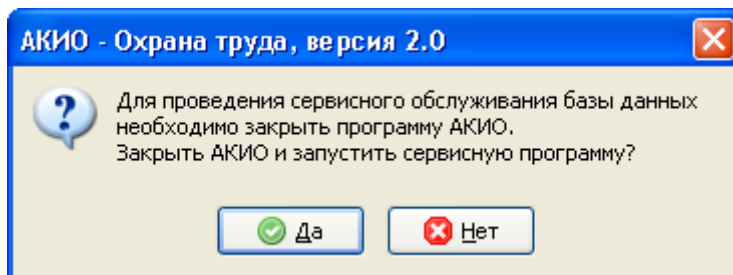 АКИО - Охрана труда, версия 2.0
Для проведения сервисного обслуживания базы данных
необходимо закрыть программу АКИО.
Закрыть АКИО и запустить сервисную программу?
Да
Нет